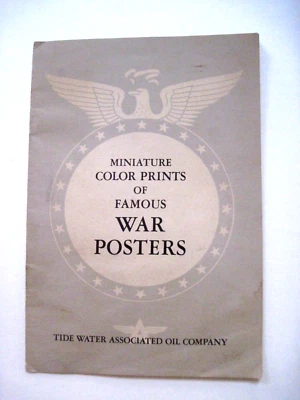 MINIATURE
COLOR PRINTS
OF
FAMOUS
WAR
POSTERS
TIDE WATER ASSOCIATED OIL COMPANY